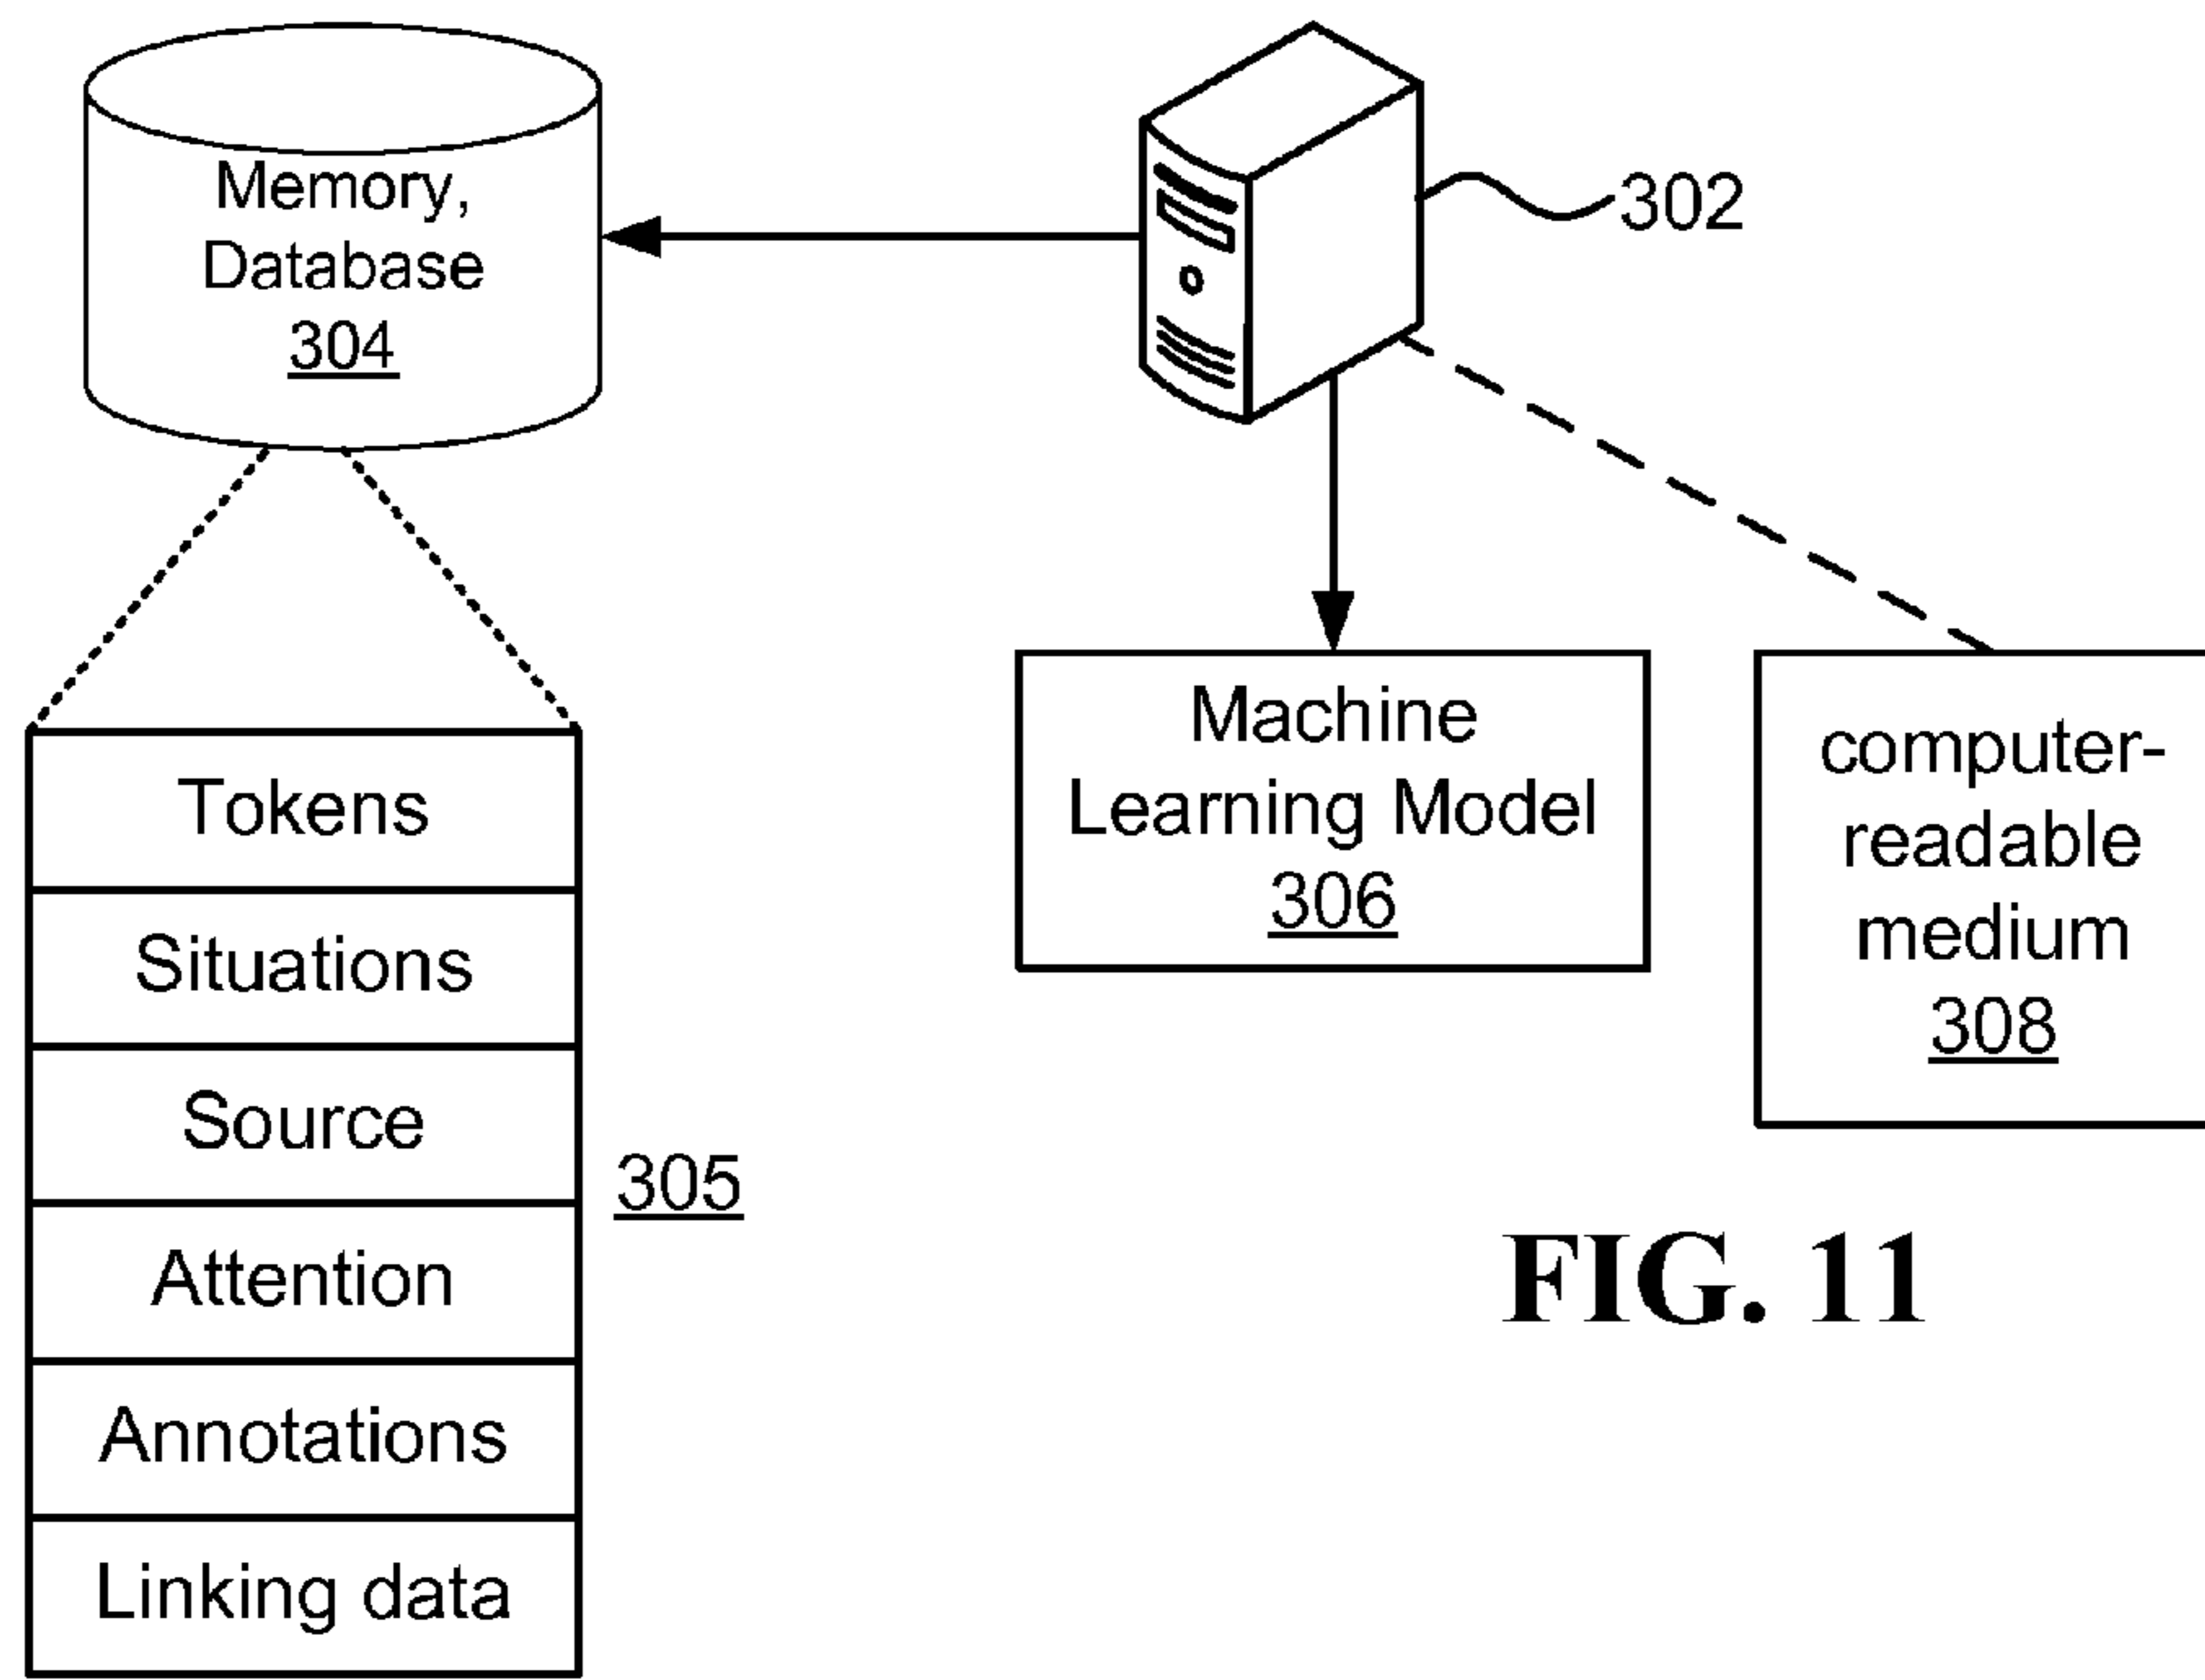 Memory,
Database
304
302
Machine
Learning Model
306
computer-
readable
medium
308
Tokens
Situations
Source
Attention
Annotations
Linking data
305
FIG. 11